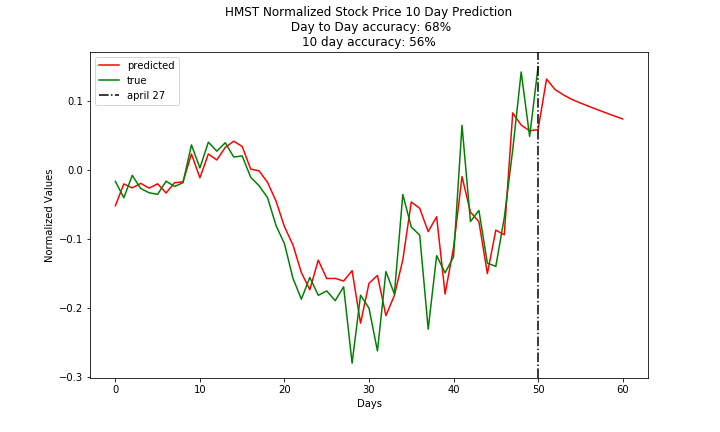 HMST Normalized Stock Price 10 Day Prediction
Day to Day accuracy: 68%
10 day accuracy: 56%
predicted
true
april 27
Normalized Values
0.1
0.0
−0.1
−0.2
−0.3
0 10 20 30 40 50 60
Days